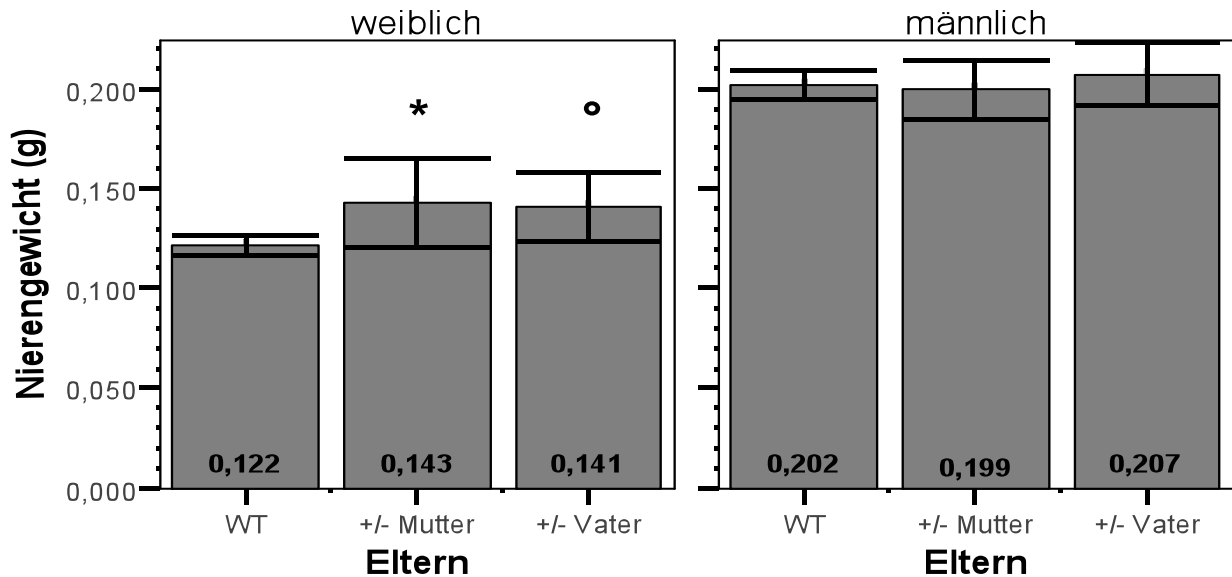 weiblich
männlich
Nierengewicht (g)
0,200
0,150
0,100
0,050
0,000
*
°
0,122
0,143
0,141
0,202
0,199
0,207
WT
+/- Mutter
+/- Vater
WT
+/- Mutter
+/- Vater
Eltern
Eltern